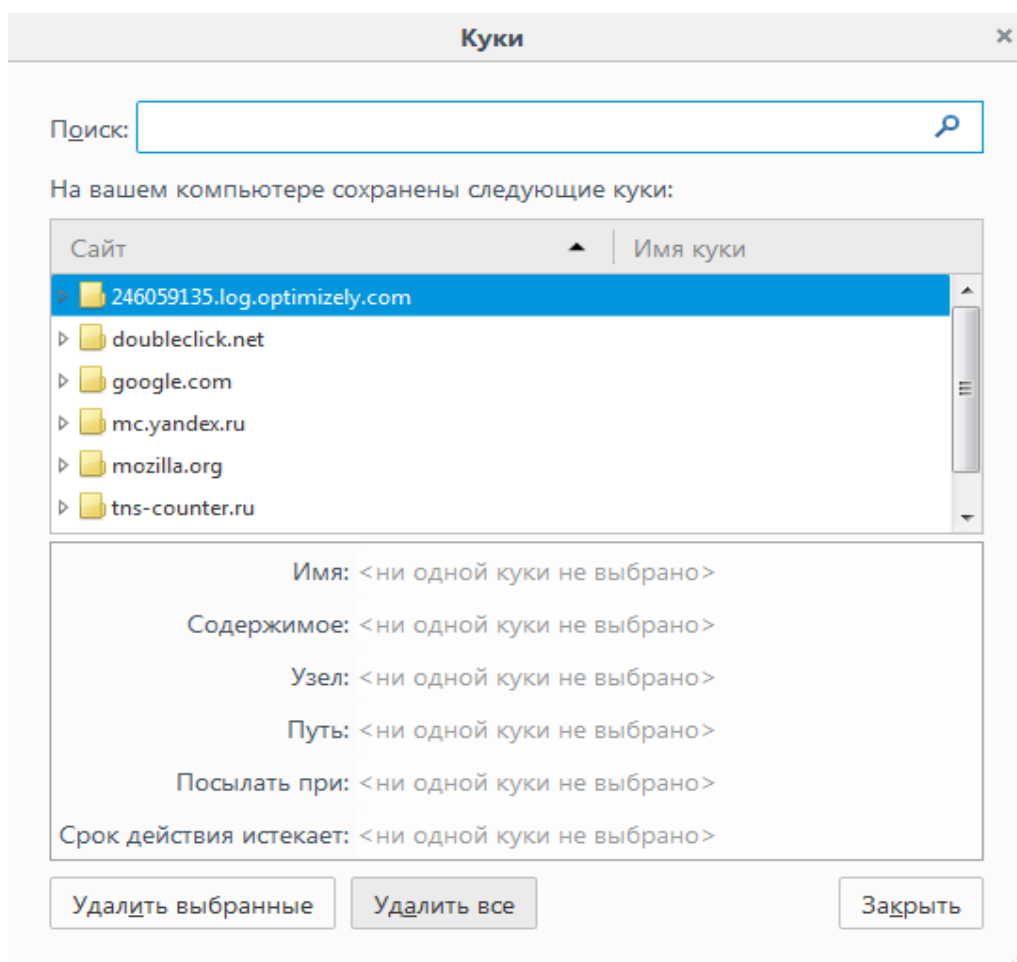 Куки
Поиск:
На вашем компьютере сохранены следующие куки:
Сайт Имя куки
246059135.log.optimizely.com
doubleclick.net
google.com
mc.yandex.ru
mozilla.org
tns-counter.ru
Имя: <ни одной куки не выбрано>
Содержимое: <ни одной куки не выбрано>
Узел: <ни одной куки не выбрано>
Путь: <ни одной куки не выбрано>
Посылать при: <ни одной куки не выбрано>
Срок действия истекает: <ни одной куки не выбрано>
Удалить выбранные Удалить все Закрыть